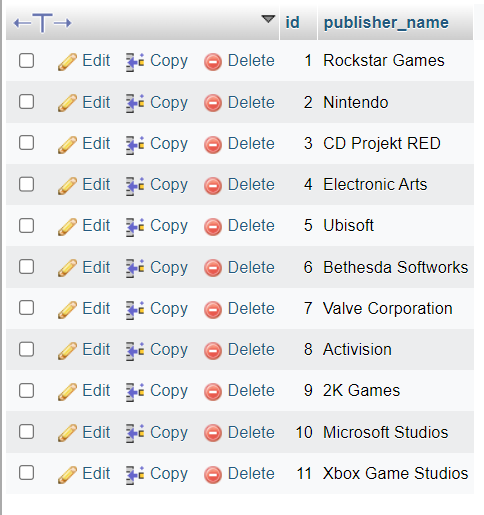 id publisher_name
Edit Copy Delete 1 Rockstar Games
Edit Copy Delete 2 Nintendo
Edit Copy Delete 3 CD Projekt RED
Edit Copy Delete 4 Electronic Arts
Edit Copy Delete 5 Ubisoft
Edit Copy Delete 6 Bethesda Softworks
Edit Copy Delete 7 Valve Corporation
Edit Copy Delete 8 Activision
Edit Copy Delete 9 2K Games
Edit Copy Delete 10 Microsoft Studios
Edit Copy Delete 11 Xbox Game Studios